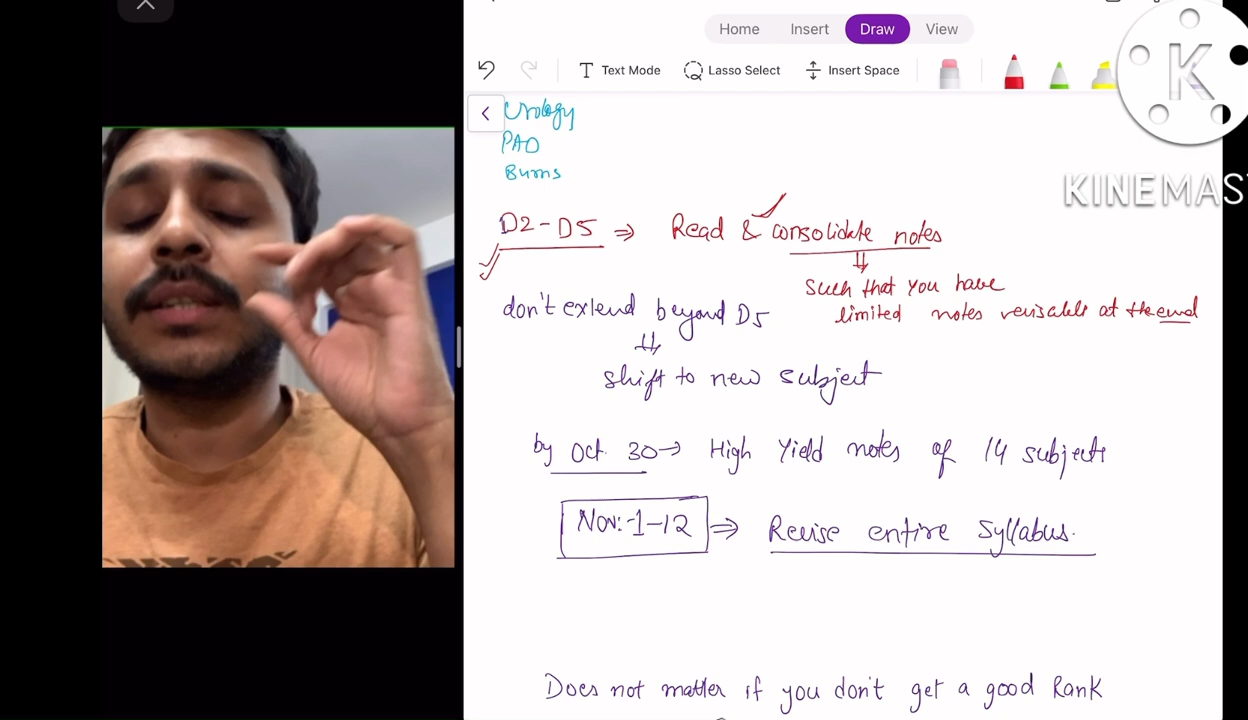 Home Insert Draw View
Text Mode Lasso Select Insert Space
K
KINEMAS
Urology
PAD
Burns
D2-D5 ⇒ Read & consolidate notes
⇓
such that you have
limited notes revisable at the end
don't extend beyond D5
⇓
shift to new subject
by Oct. 30 → High Yield notes of 14 subjects
Nov:-1-12 ⇒ Revise entire syllabus.
Does not matter if you don't get a good Rank